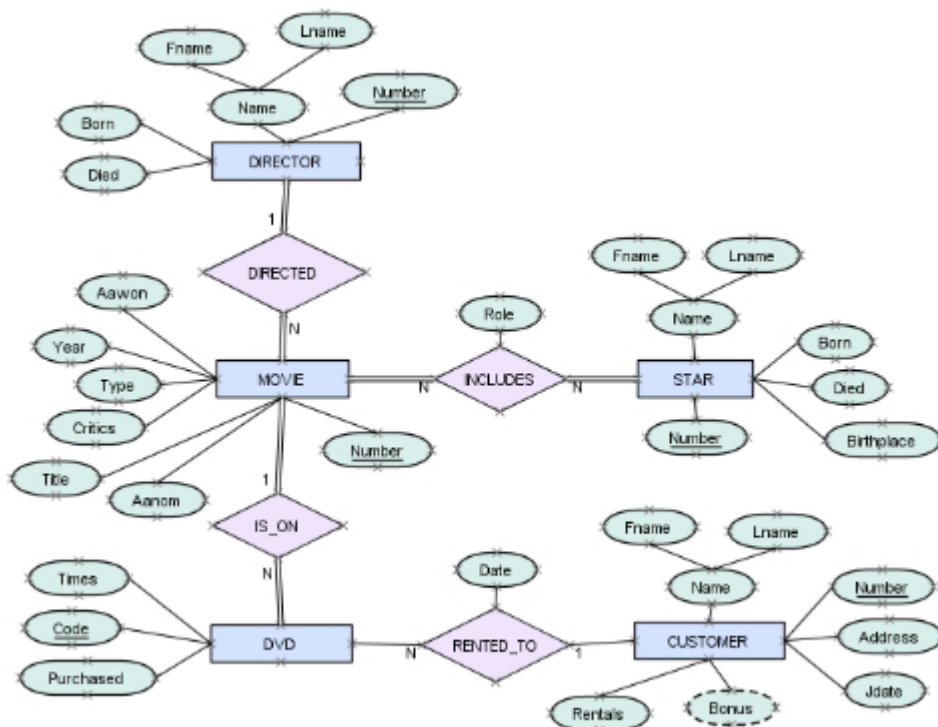 Lname
Fname
Name
Number
Born
Died
DIRECTOR
1
DIRECTED
N
Fname
Lname
Aawon
Role
Name
Year
Born
Type
MOVIE
N
INCLUDES
N
STAR
Died
Critics
Number
Number
Birthplace
Title
Aanom
1
IS_ON
N
Fname
Lname
Times
Date
Name
Number
Code
DVD
N
RENTED_TO
1
CUSTOMER
Address
Purchased
Rentals
Bonus
Jdate